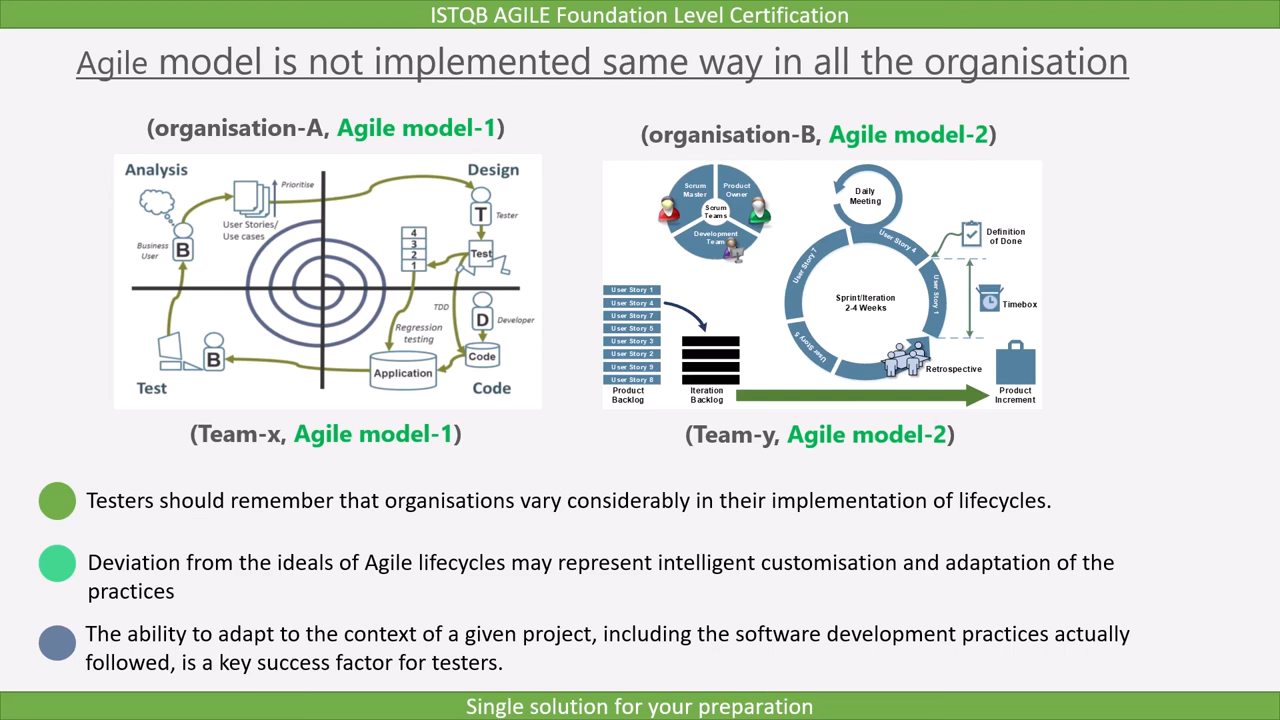 ISTQB AGILE Foundation Level Certification
Agile model is not implemented same way in all the organisation
(organisation-A, Agile model-1)
Analysis
Design
Prioritise
User Stories/
Use cases
Business
User
B
T
Tester
4
3
2
1
Test
TDD
D
Developer
Regression
testing
Code
Application
B
Test
Code
(Team-x, Agile model-1)
(organisation-B, Agile model-2)
Scrum
Master
Product
Owner
Scrum
Teams
Development
Team
Daily
Meeting
User Story 7
User Story 4
User Story 1
User Story 5
Definition
of Done
Sprint/Iteration
2-4 Weeks
Timebox
User Story 1
User Story 4
User Story 7
User Story 5
User Story 3
User Story 2
User Story 9
User Story 8
Product
Backlog
Iteration
Backlog
Retrospective
Product
Increment
(Team-y, Agile model-2)
Testers should remember that organisations vary considerably in their implementation of lifecycles.
Deviation from the ideals of Agile lifecycles may represent intelligent customisation and adaptation of the
practices
The ability to adapt to the context of a given project, including the software development practices actually
followed, is a key success factor for testers.
Single solution for your preparation